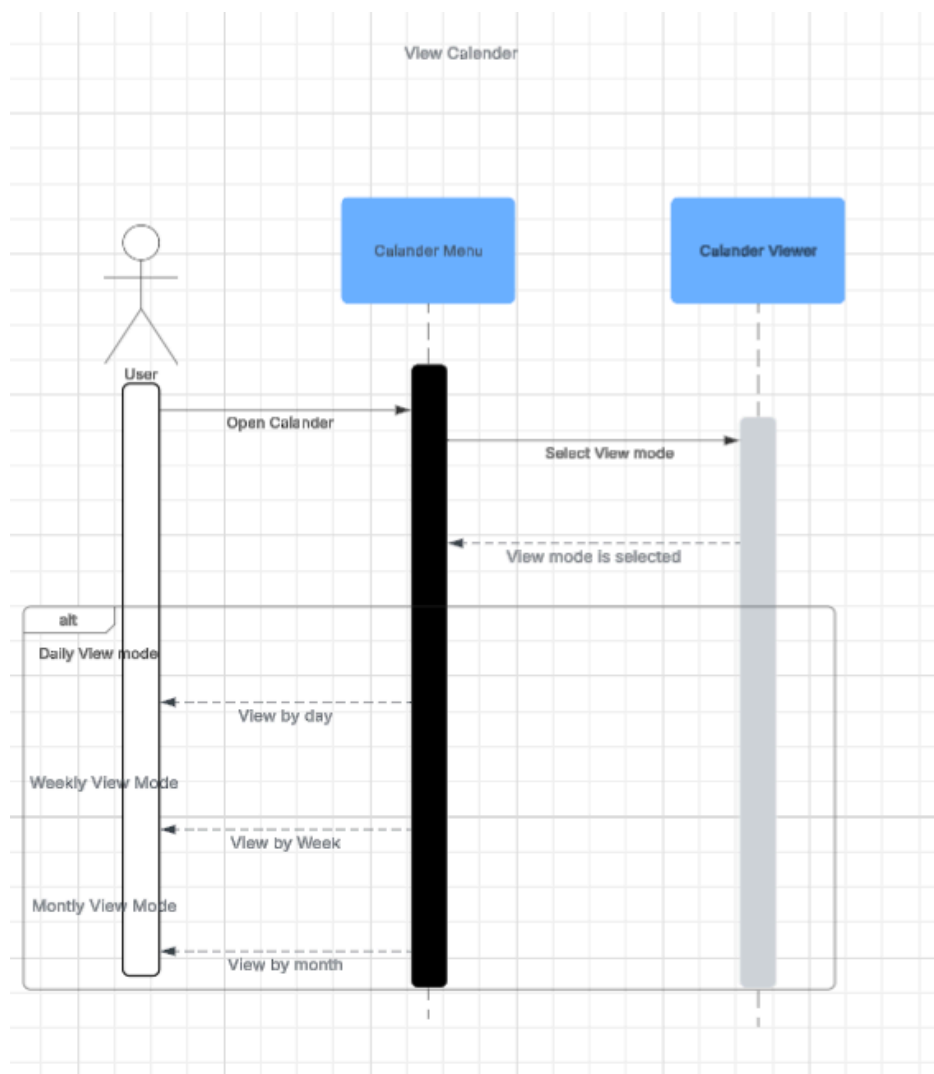 View Calender
Calander Menu
Calander Viewer
User
Open Calander
Select View mode
View mode is selected
alt
Daily View mode
View by day
Weekly View Mode
View by Week
Montly View Mode
View by month